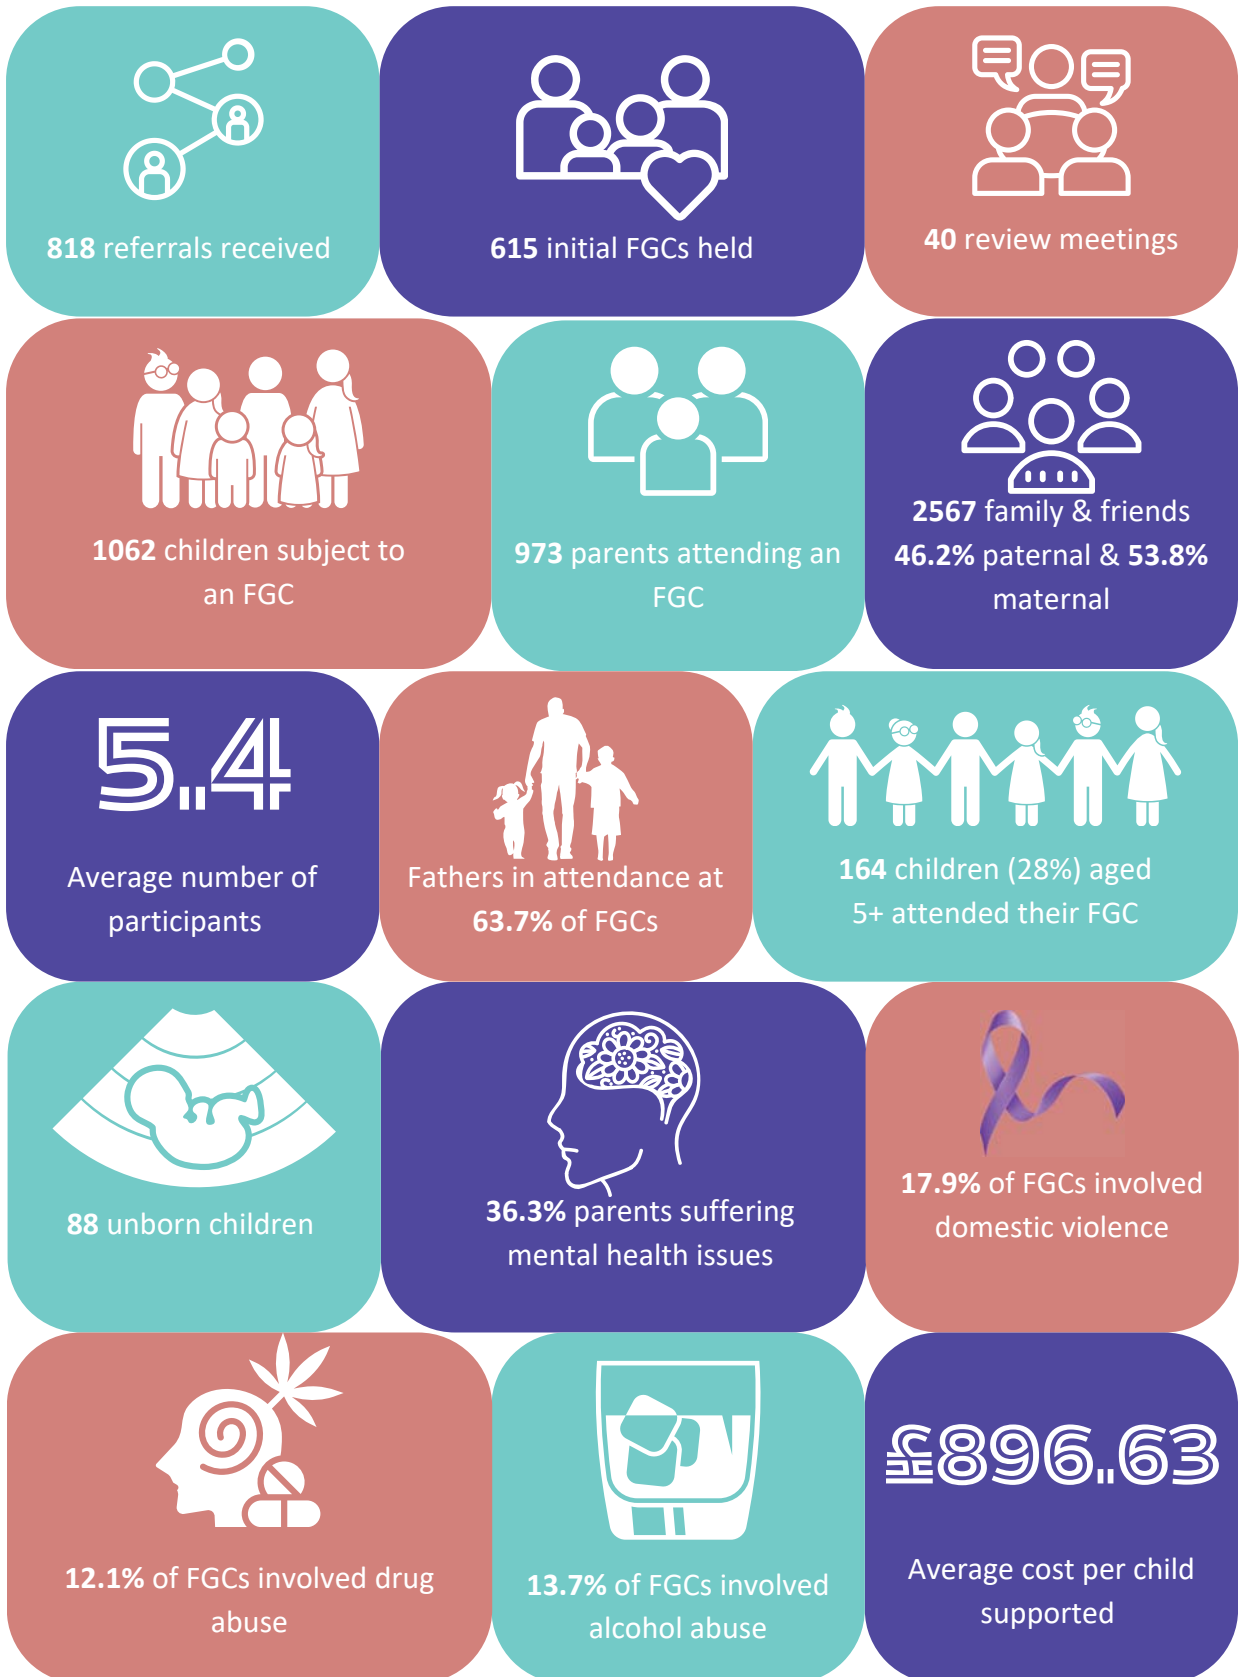 818 referrals received
615 initial FGCs held
40 review meetings
1062 children subject to
an FGC
973 parents attending an
FGC
2567 family & friends
46.2% paternal & 53.8%
maternal
5.4
Average number of
participants
Fathers in attendance at
63.7% of FGCs
164 children (28%) aged
5+ attended their FGC
88 unborn children
36.3% parents suffering
mental health issues
17.9% of FGCs involved
domestic violence
12.1% of FGCs involved drug
abuse
13.7% of FGCs involved
alcohol abuse
£896.63
Average cost per child
supported